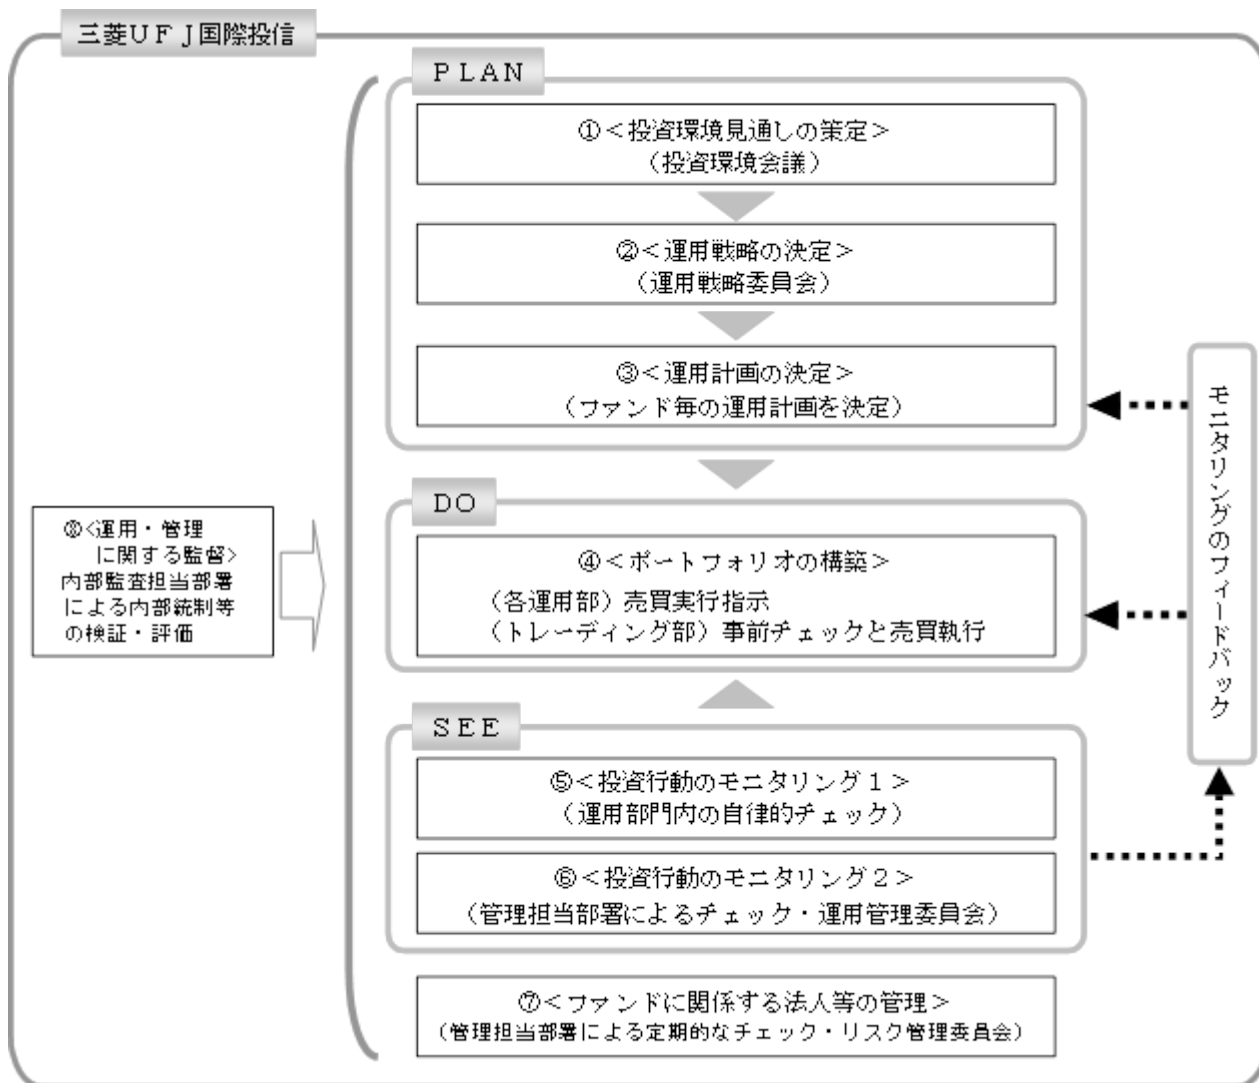 三菱ＵＦＪ国際投信
ＰＬＡＮ
①＜投資環境見通しの策定＞
（投資環境会議）
②＜運用戦略の決定＞
（運用戦略委員会）
③＜運用計画の決定＞
（ファンド毎の運用計画を決定）
ＤＯ
④＜ポートフォリオの構築＞
（各運用部）売買実行指示
（トレーディング部）事前チェックと売買執行
ＳＥＥ
⑤＜投資行動のモニタリング１＞
（運用部門内の自律的チェック）
⑥＜投資行動のモニタリング２＞
（管理担当部署によるチェック・運用管理委員会）
⑦＜ファンドに関係する法人等の管理＞
（管理担当部署による定期的なチェック・リスク管理委員会）
⑧＜運用・管理
に関する監督＞
内部監査担当部署
による内部統制等
の検証・評価
モニタリングのフィードバック